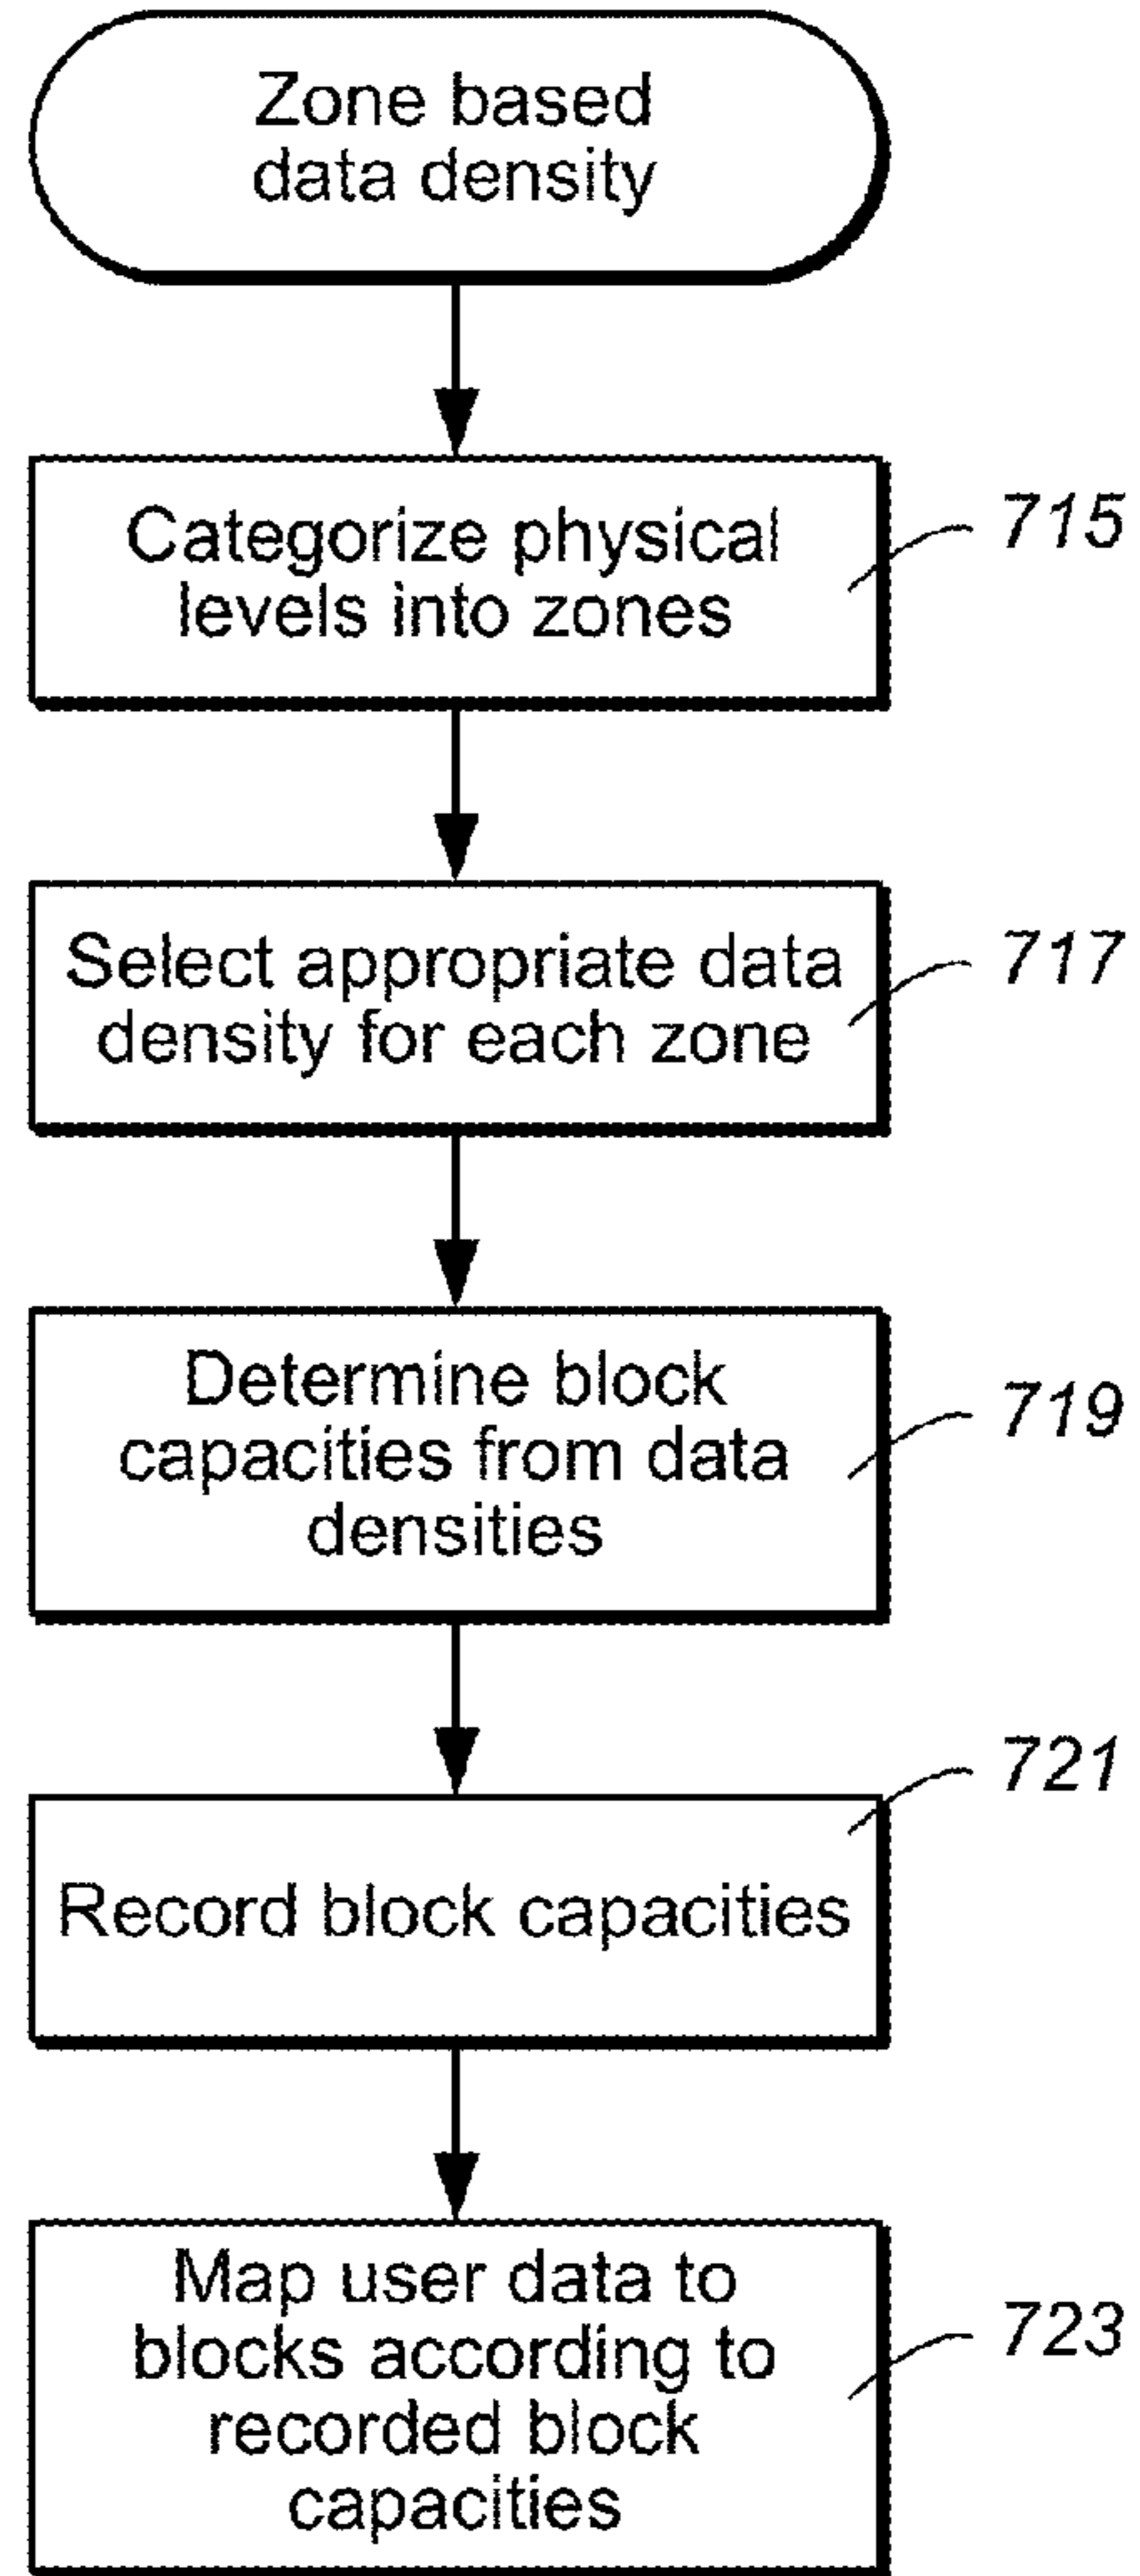 Zone based
data density
Categorize physical
levels into zones
715
Select appropriate data
density for each zone
717
Determine block
capacities from data
densities
719
721
Record block capacities
Map user data to
blocks according to
recorded block
capacities
723